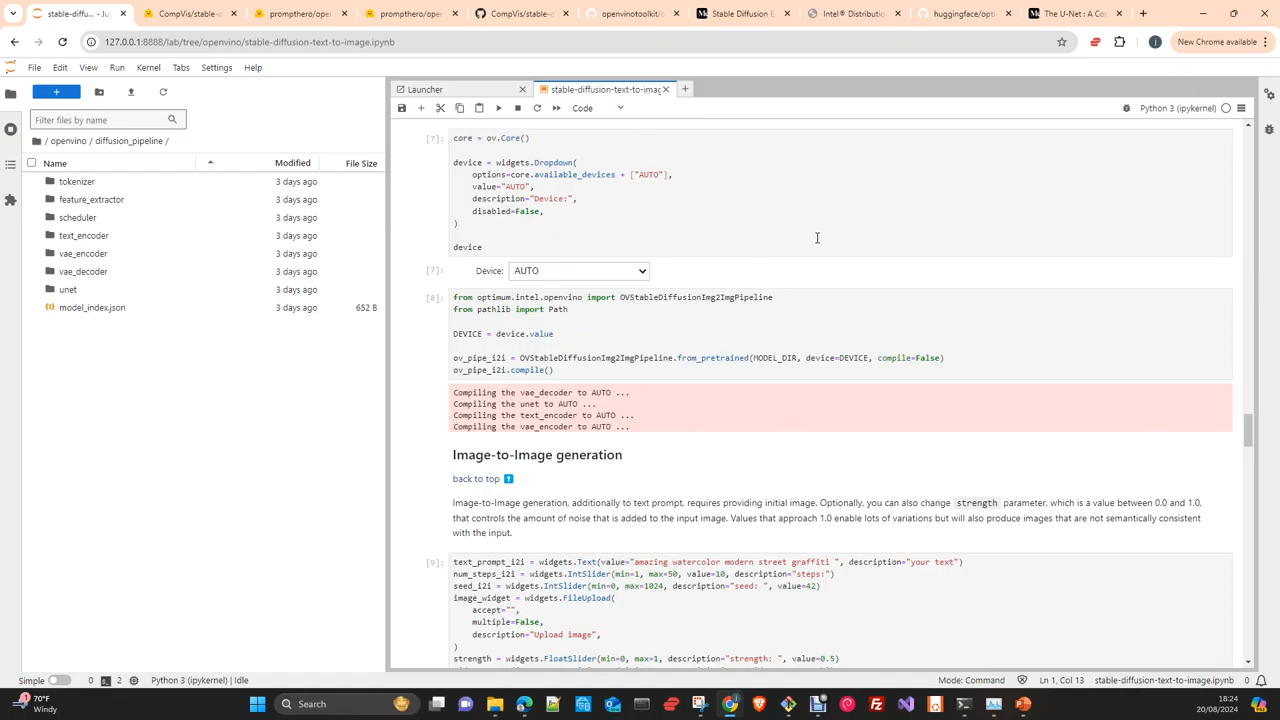 stable-diffusion - Jup
CompVis/stable-d
prompthero/open
prompthero/open
CompVis/stable-d
openvinotoolkit/
Stable Diffusion E
Intel® Distributio
huggingface/opti
The U-Net : A Co
127.0.0.1:8888/lab/tree/openvino/stable-diffusion-text-to-image.ipynb
New Chrome available
File Edit View Run Kernel Tabs Settings Help
Launcher
stable-diffusion-text-to-imag
Filter files by name
Code
Python 3 (ipykernel)
/ openvino / diffusion_pipeline /
Name Modified File Size
tokenizer 3 days ago
feature_extractor 3 days ago
scheduler 3 days ago
text_encoder 3 days ago
vae_encoder 3 days ago
vae_decoder 3 days ago
unet 3 days ago
model_index.json 3 days ago 652 B
[7]: core = ov.Core()
device = widgets.Dropdown(
options=core.available_devices + ["AUTO"],
value="AUTO",
description="Device:",
disabled=False,
)
device
[7]: Device: AUTO
[8]: from optimum.intel.openvino import OVStableDiffusionImg2ImgPipeline
from pathlib import Path
DEVICE = device.value
ov_pipe_i2i = OVStableDiffusionImg2ImgPipeline.from_pretrained(MODEL_DIR, device=DEVICE, compile=False)
ov_pipe_i2i.compile()
Compiling the vae_decoder to AUTO ...
Compiling the unet to AUTO ...
Compiling the text_encoder to AUTO ...
Compiling the vae_encoder to AUTO ...
Image-to-Image generation
back to top
Image-to-Image generation, additionally to text prompt, requires providing initial image. Optionally, you can also change strength parameter, which is a value between 0.0 and 1.0,
that controls the amount of noise that is added to the input image. Values that approach 1.0 enable lots of variations but will also produce images that are not semantically consistent
with the input.
[9]: text_prompt_i2i = widgets.Text(value="amazing watercolor modern street graffiti ", description="your text")
num_steps_i2i = widgets.IntSlider(min=1, max=50, value=10, description="steps:")
seed_i2i = widgets.IntSlider(min=0, max=1024, description="seed: ", value=42)
image_widget = widgets.FileUpload(
accept="",
multiple=False,
description="Upload image",
)
strength = widgets.FloatSlider(min=0, max=1, description="strength: ", value=0.5)
Simple 0 2 Python 3 (ipykernel) | Idle
Mode: Command Ln 1, Col 13 stable-diffusion-text-to-image.ipynb 0
70°F
Windy
Search
18:24
20/08/2024